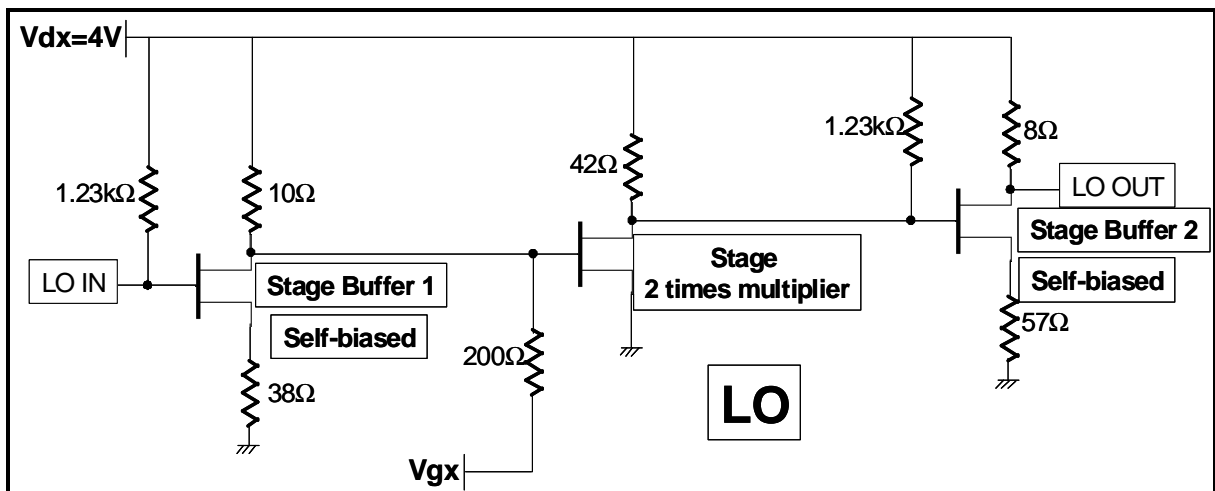 Vdx=4V
1.23kΩ
10Ω
42Ω
1.23kΩ
8Ω
LO IN
Stage Buffer 1
Self-biased
38Ω
200Ω
Vgx
Stage
2 times multiplier
LO OUT
Stage Buffer 2
Self-biased
57Ω
LO